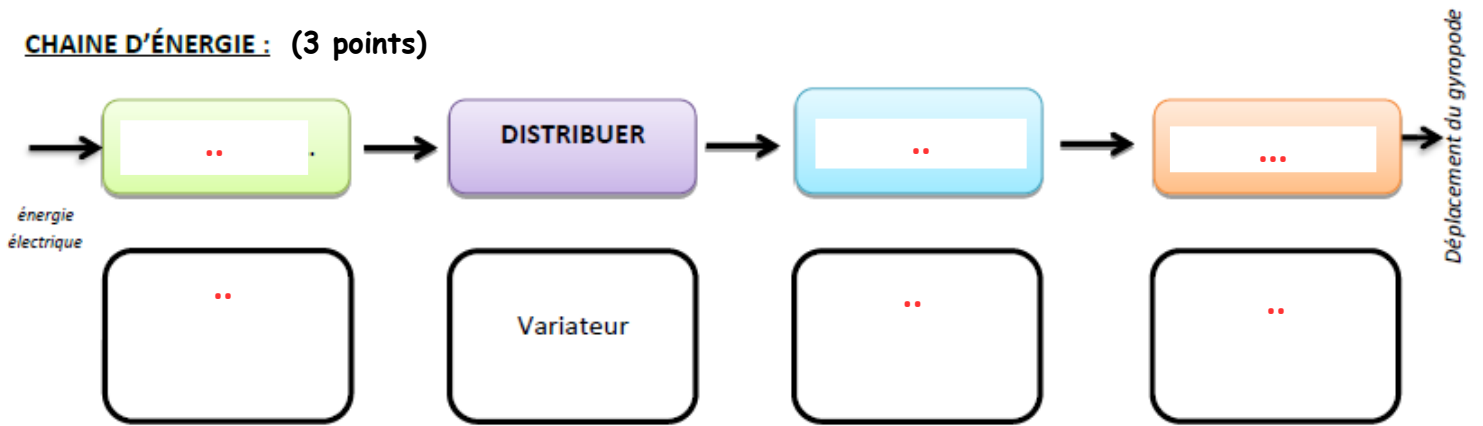 CHAINE D'ÉNERGIE : (3 points)
.. .
DISTRIBUER
..
...
Déplacement du gyropode
énergie
électrique
..
Variateur
..
..